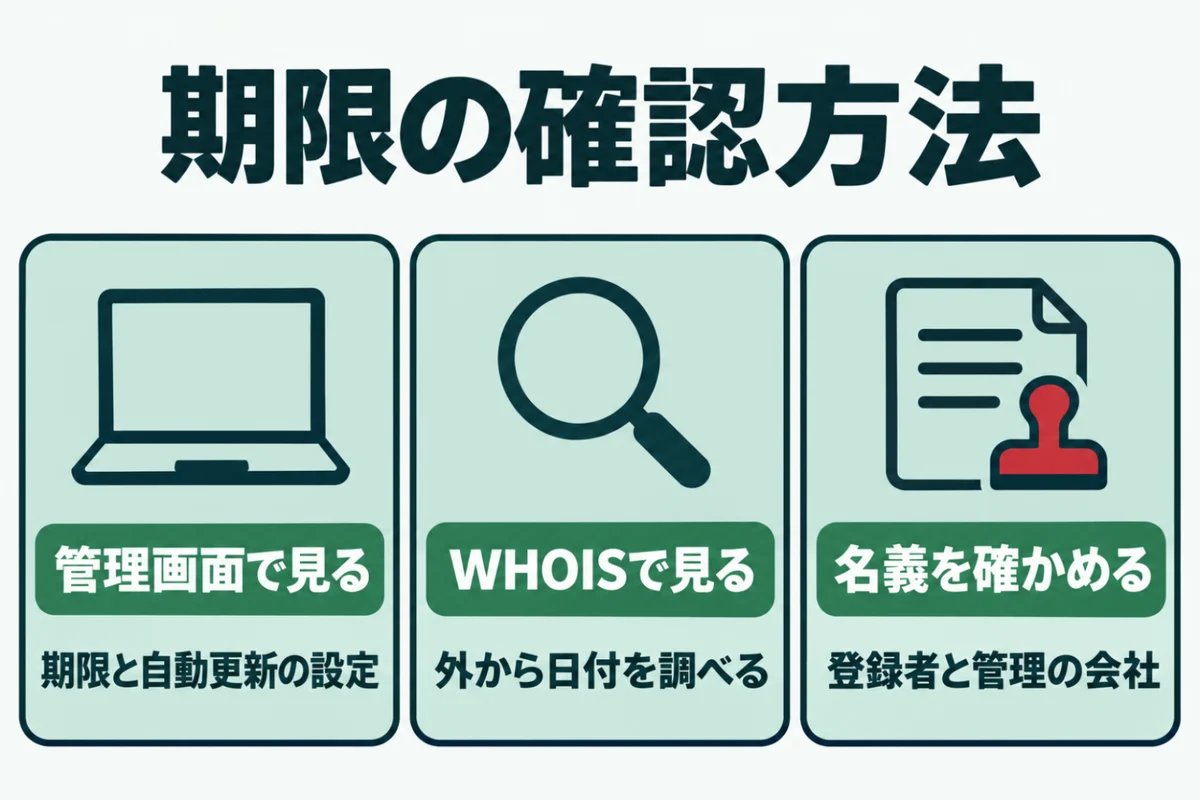 期限の確認方法
管理画面で見る
期限と自動更新の設定
WHOISで見る
外から日付を調べる
名義を確かめる
登録者と管理の会社